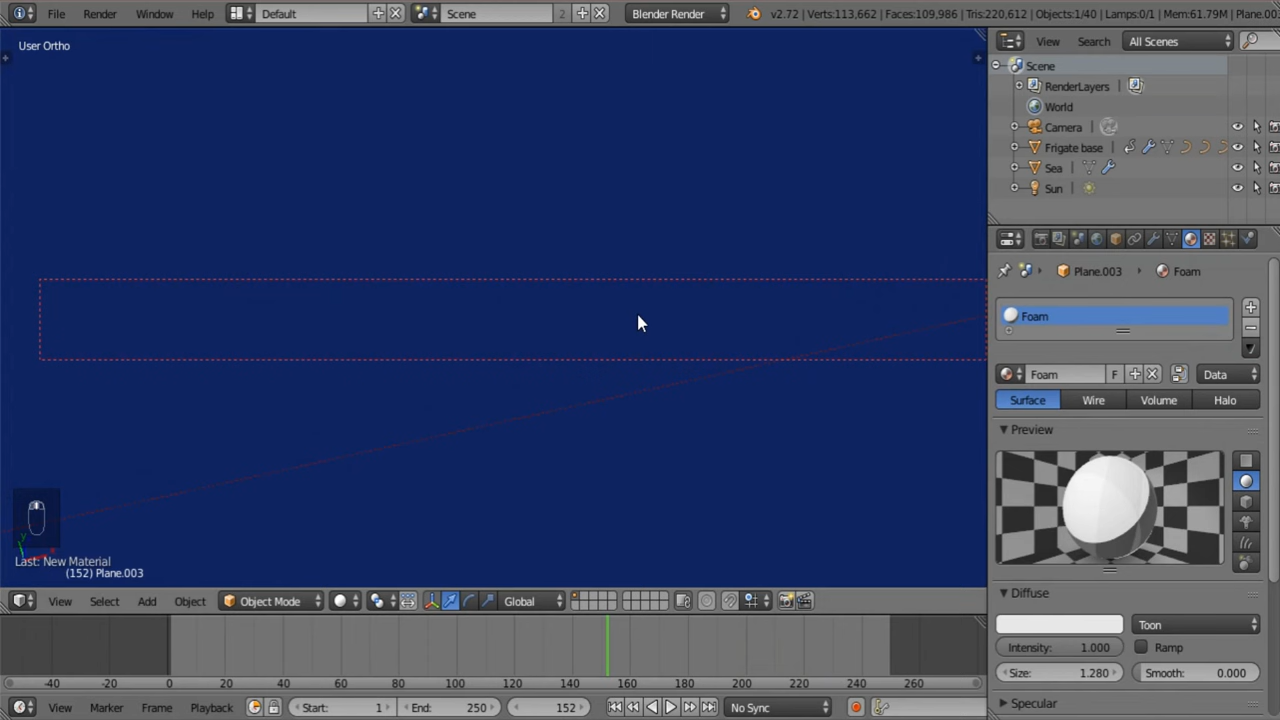 File Render Window Help Default Scene 2 Blender Render v2.72 | Verts:113,662 | Faces:109,986 | Tris:220,612 | Objects:1/40 | Lamps:0/1 | Mem:61.79M | Plane.00
User Ortho
View Search All Scenes
Scene
RenderLayers |
World
Camera |
Frigate base |
Sea |
Sun |
Plane.003 Foam
Foam
Foam F Data
Surface Wire Volume Halo
Preview
Diffuse
Toon
Intensity: 1.000 Ramp
Size: 1.280 Smooth: 0.000
Specular
y
Last: New Material
(152) Plane.003
View Select Add Object Object Mode Global
-40 -20 0 20 40 60 80 100 120 140 160 180 200 220 240 260
View Marker Frame Playback Start: 1 End: 250 152 No Sync